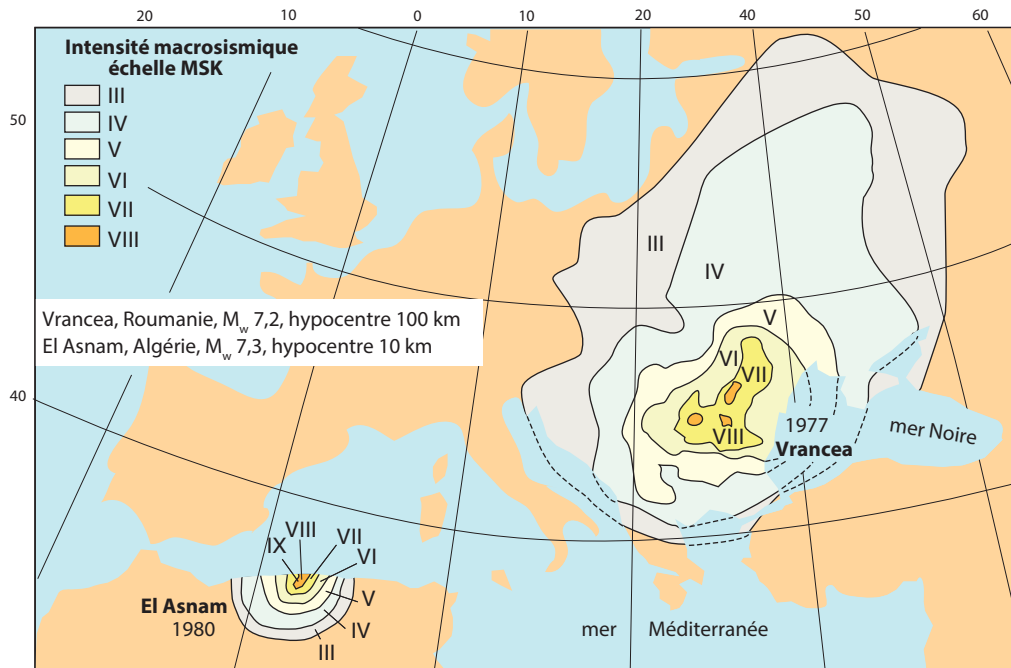 20 10 0 10 20 40 50 60
Intensité macrosismique
échelle MSK
III
IV
V
VI
VII
VIII
50
40
Vrancea, Roumanie, Mw 7,2, hypocentre 100 km
El Asnam, Algérie, Mw 7,3, hypocentre 10 km
III
IV
V
VI
VII
VIII
1977
Vrancea
mer Noire
VIII
VII
IX
VI
El Asnam
1980
V
IV
III
mer Méditerranée